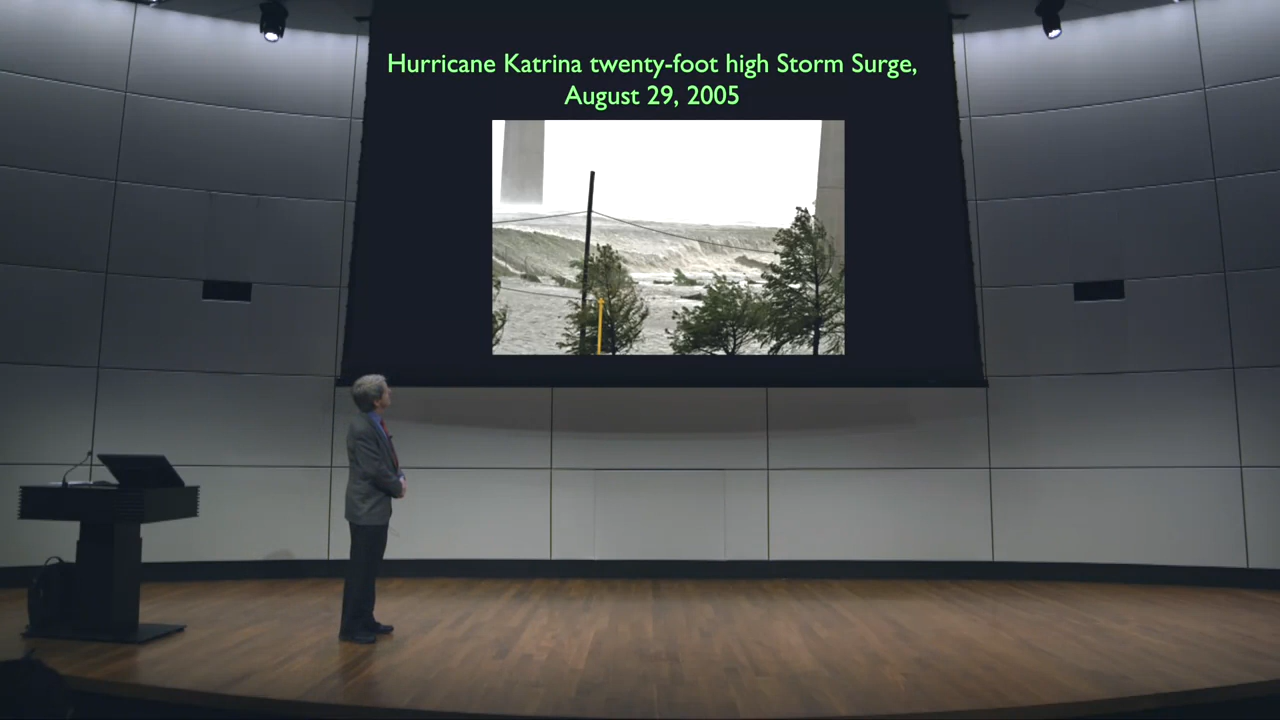 Hurricane Katrina twenty-foot high Storm Surge,
August 29, 2005